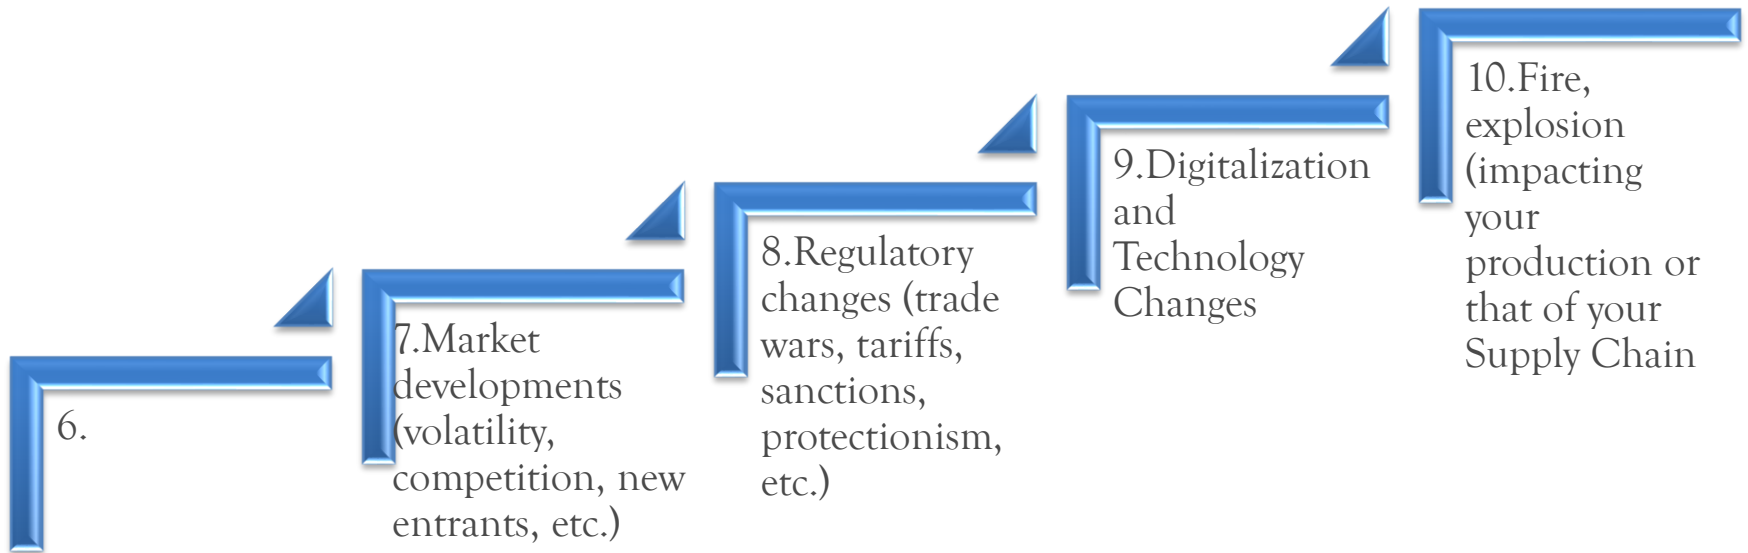 6.
7.Market
developments
(volatility,
competition, new
entrants, etc.)
8.Regulatory
changes (trade
wars, tariffs,
sanctions,
protectionism,
etc.)
9.Digitalization
and
Technology
Changes
10.Fire,
explosion
(impacting
your
production or
that of your
Supply Chain